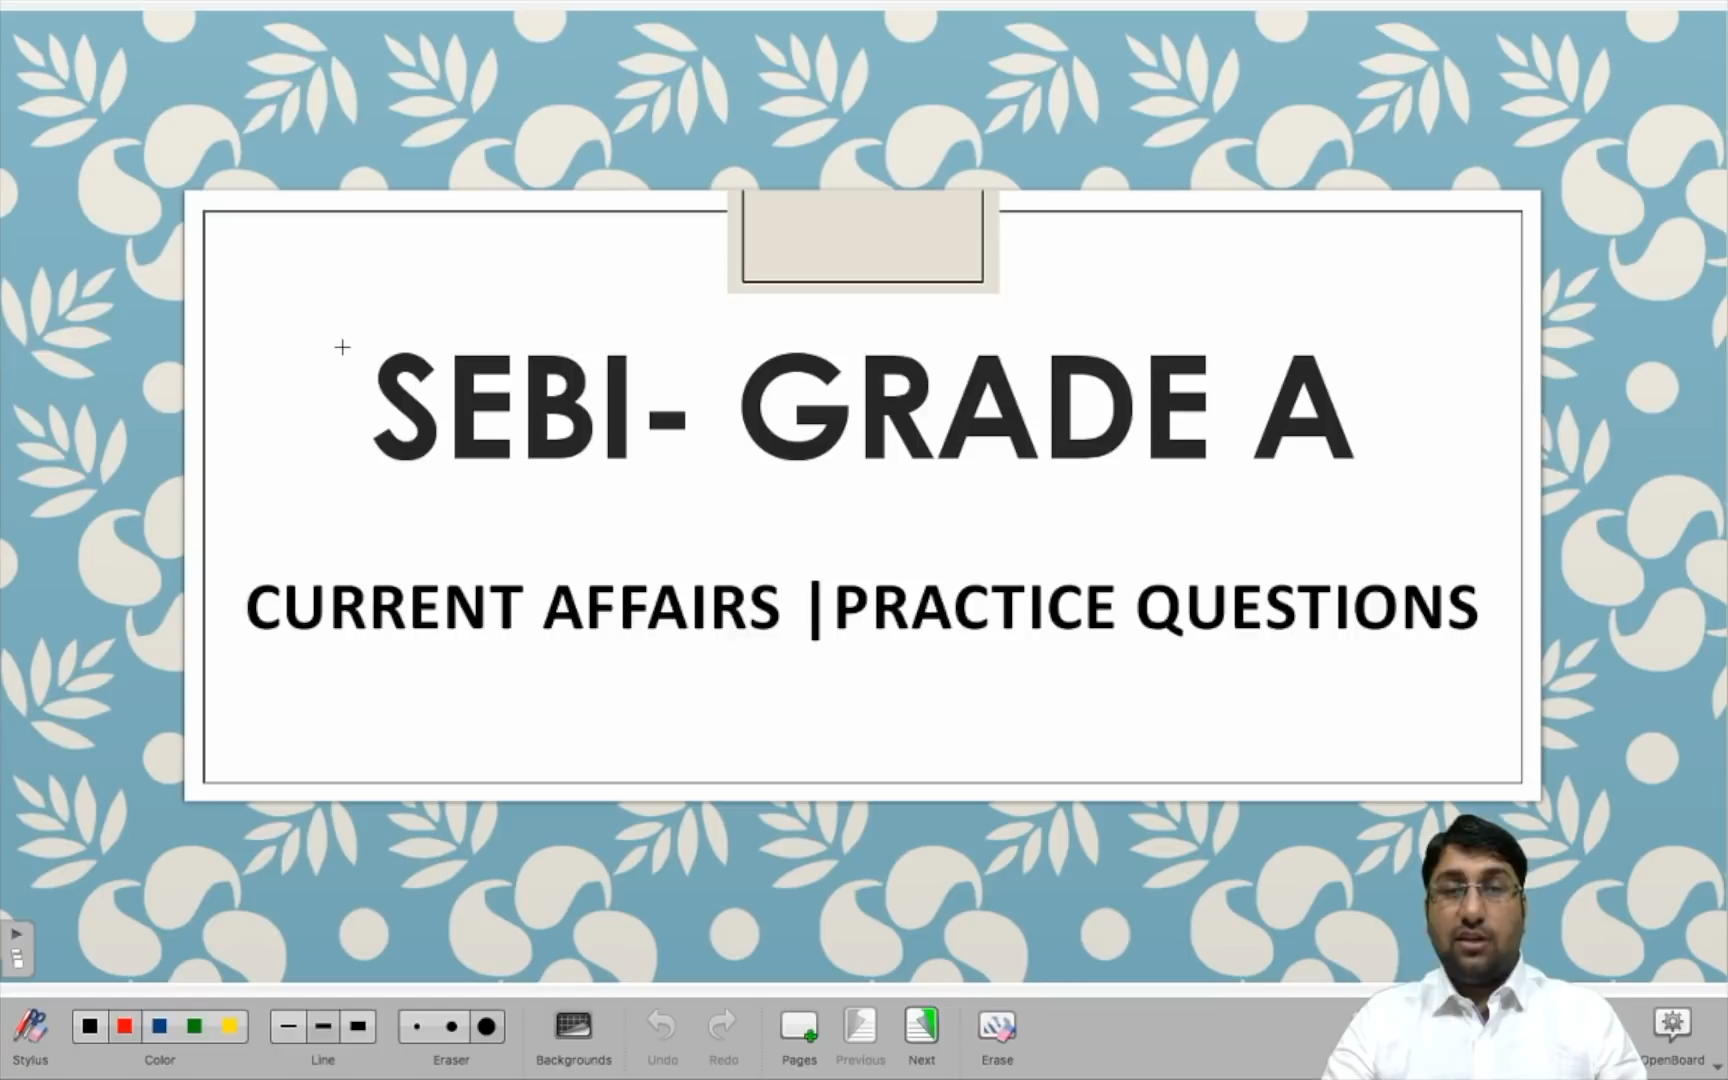 SEBI- GRADE A
CURRENT AFFAIRS |PRACTICE QUESTIONS
Stylus
Color
Line
Eraser
Backgrounds
Undo
Redo
Pages
Previous
Next
Erase
OpenBoard